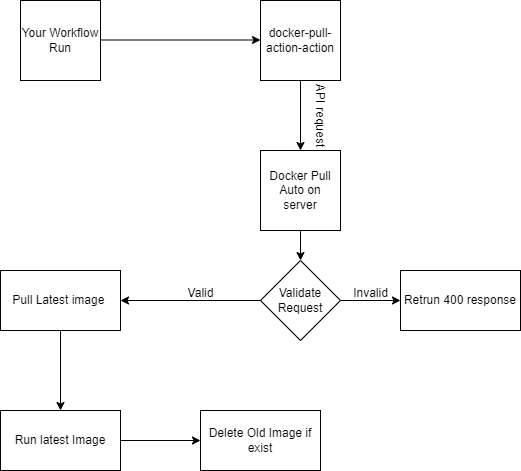 Your Workflow
Run
docker-pull-
action-action
API request
Docker Pull
Auto on
server
Validate
Request
Valid
Invalid
Pull Latest image
Retrun 400 response
Run latest Image
Delete Old Image if
exist